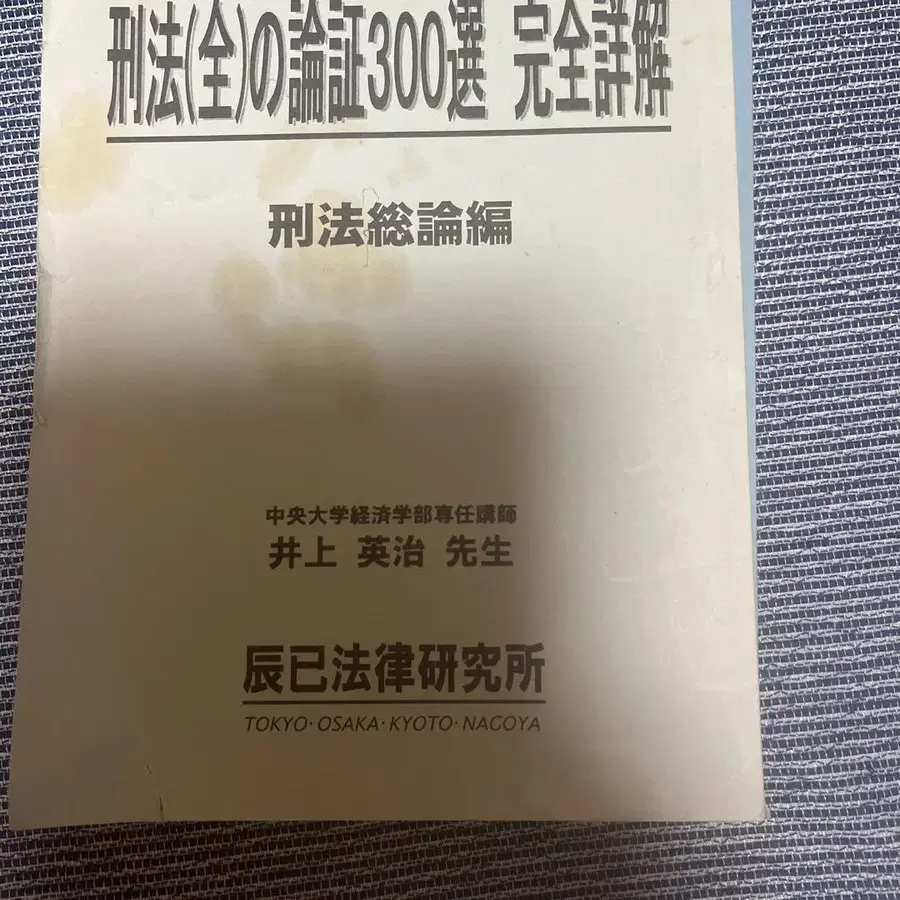 刑法(全)の論証300選 完全詳解
刑法総論編
中央大学経済学部専任講師
井上 英治 先生
辰已法律研究所
TOKYO・OSAKA・KYOTO・NAGOYA